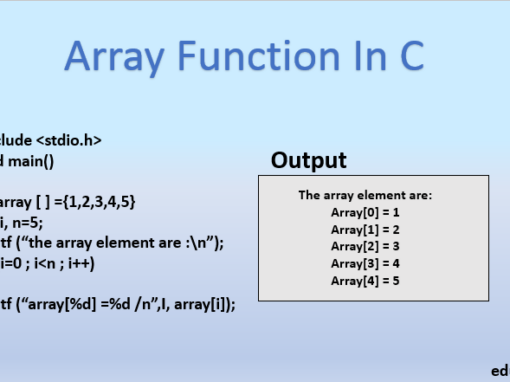 Array Function In C
clude <stdio.h>
d main()
array [ ] ={1,2,3,4,5}
i, n=5;
tf (“the array element are :\n”);
i=0 ; i<n ; i++)
tf (“array[%d] =%d /n”,I, array[i]);
Output
The array element are:
Array[0] = 1
Array[1] = 2
Array[2] = 3
Array[3] = 4
Array[4] = 5